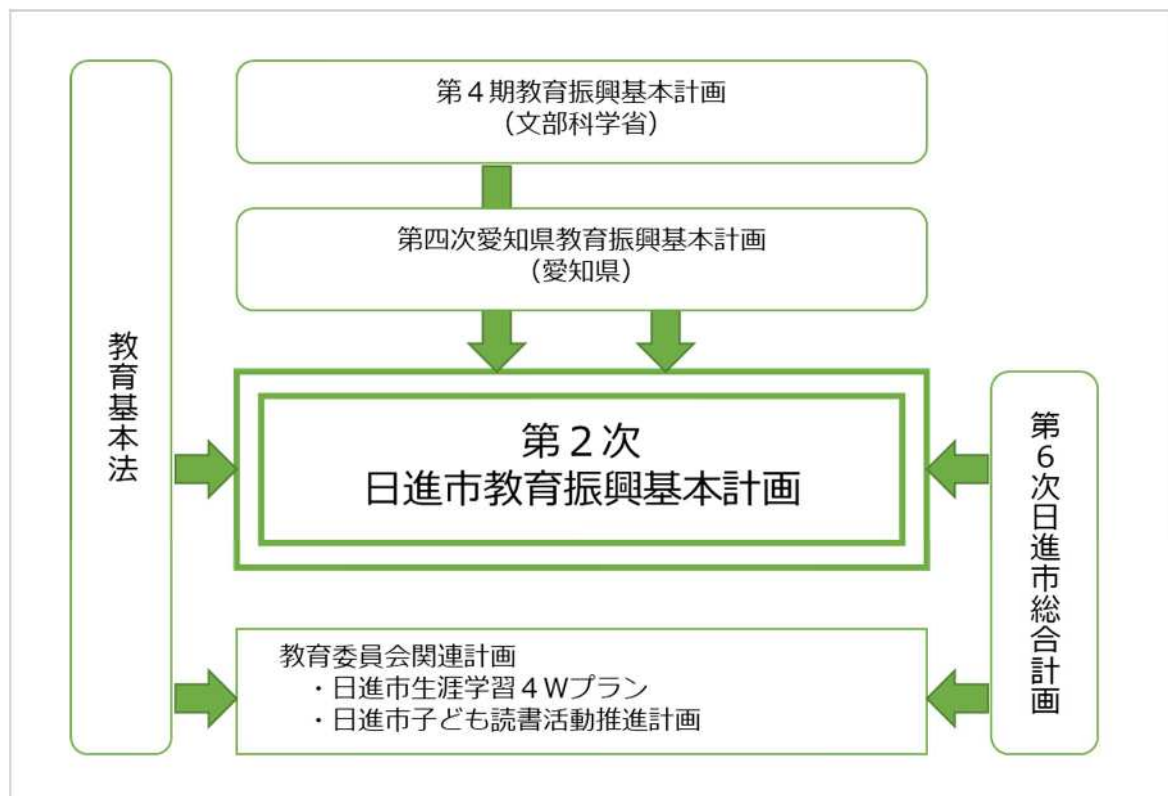 教育基本法
第４期教育振興基本計画
（文部科学省）
第四次愛知県教育振興基本計画
（愛知県）
第２次
日進市教育振興基本計画
第６次日進市総合計画
教育委員会関連計画
・日進市生涯学習４Ｗプラン
・日進市子ども読書活動推進計画